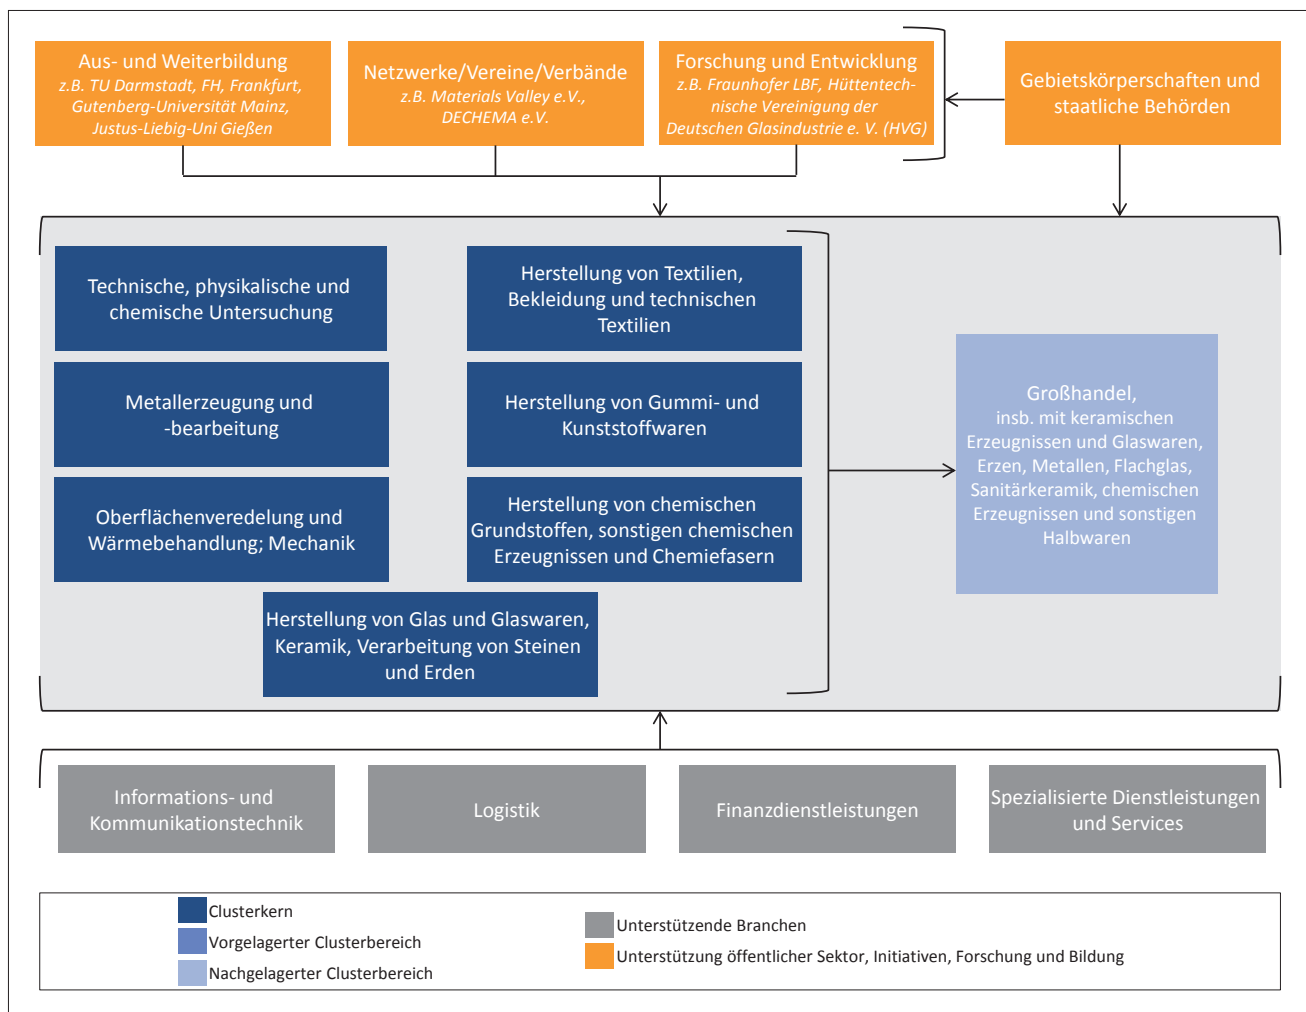 Aus- und Weiterbildung
z.B. TU Darmstadt, FH, Frankfurt,
Gutenberg-Universität Mainz,
Justus-Liebig-Uni Gießen
Netzwerke/Vereine/Verbände
z.B. Materials Valley e.V.,
DECHEMA e.V.
Forschung und Entwicklung
z.B. Fraunhofer LBF, Hüttentech-
nische Vereinigung der
Deutschen Glasindustrie e. V. (HVG)
Gebietskörperschaften und
staatliche Behörden
Technische, physikalische und
chemische Untersuchung
Herstellung von Textilien,
Bekleidung und technischen
Textilien
Metallerzeugung und
-bearbeitung
Herstellung von Gummi- und
Kunststoffwaren
Oberflächenveredelung und
Wärmebehandlung; Mechanik
Herstellung von chemischen
Grundstoffen, sonstigen chemischen
Erzeugnissen und Chemiefasern
Herstellung von Glas und Glaswaren,
Keramik, Verarbeitung von Steinen
und Erden
Großhandel,
insb. mit keramischen
Erzeugnissen und Glaswaren,
Erzen, Metallen, Flachglas,
Sanitärkeramik, chemischen
Erzeugnissen und sonstigen
Halbwaren
Informations- und
Kommunikationstechnik
Logistik
Finanzdienstleistungen
Spezialisierte Dienstleistungen
und Services
Clusterkern
Vorgelagerter Clusterbereich
Nachgelagerter Clusterbereich
Unterstützende Branchen
Unterstützung öffentlicher Sektor, Initiativen, Forschung und Bildung